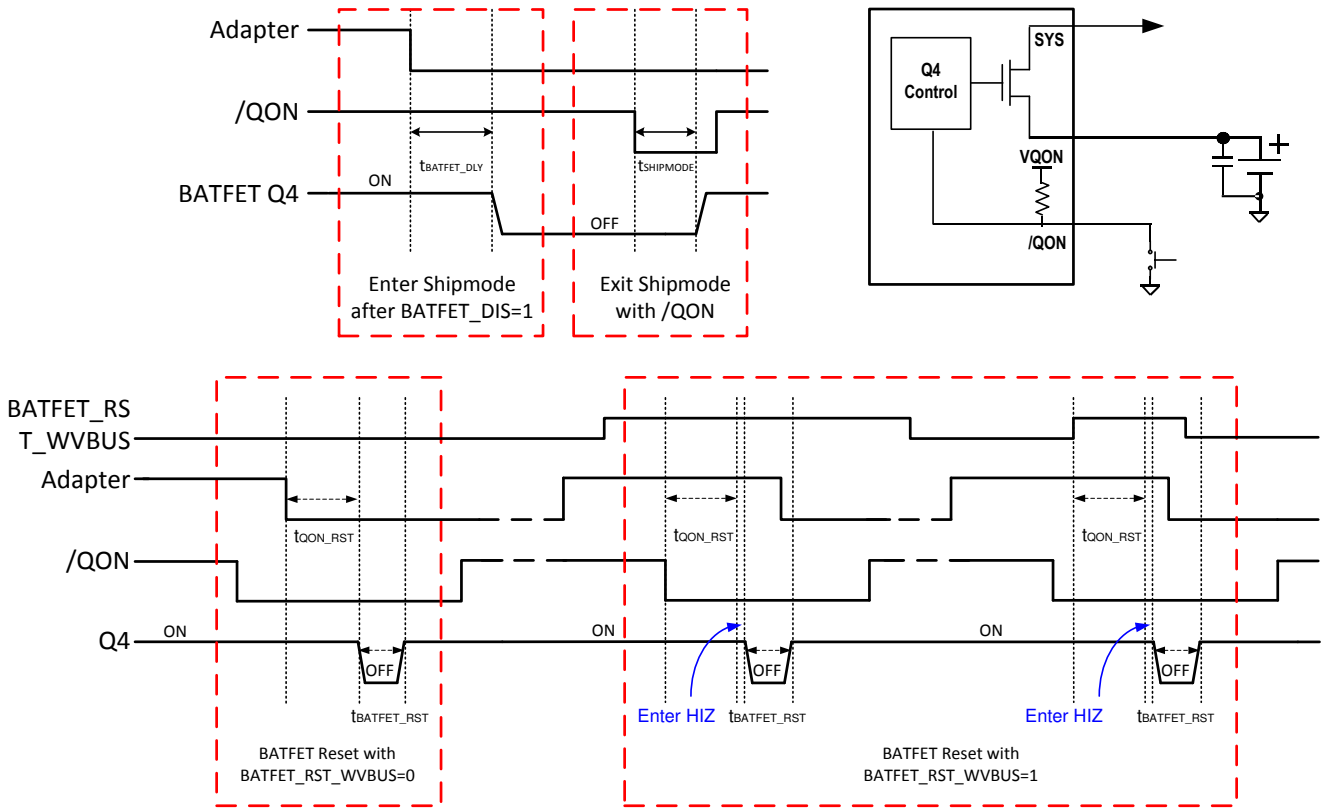 Adapter
/QON
tBATFET_DLY
tSHIPMODE
BATFET Q4
ON
OFF
Enter Shipmode
after BATFET_DIS=1
Exit Shipmode
with /QON
SYS
Q4
Control
VQON
+
/QON
BATFET_RS
T_WVBUS
Adapter
tQON_RST
tQON_RST
tQON_RST
/QON
Q4
ON
ON
ON
OFF
OFF
OFF
tBATFET_RST
Enter HIZ
tBATFET_RST
Enter HIZ
tBATFET_RST
BATFET Reset with
BATFET_RST_WVBUS=0
BATFET Reset with
BATFET_RST_WVBUS=1